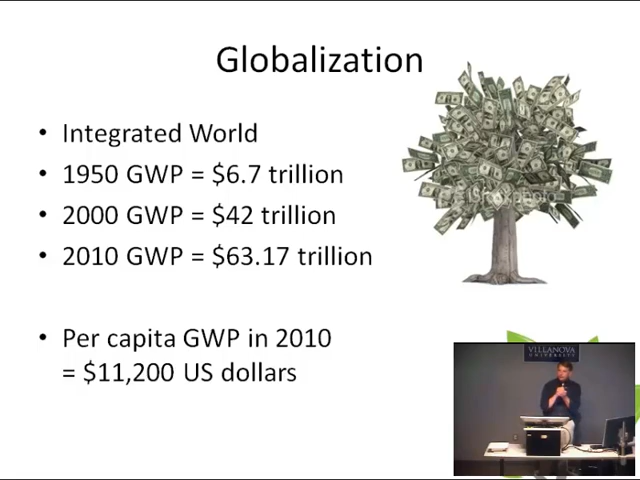 Globalization
• Integrated World
• 1950 GWP = $6.7 trillion
• 2000 GWP = $42 trillion
• 2010 GWP = $63.17 trillion
• Per capita GWP in 2010
= $11,200 US dollars
VILLANOVA
UNIVERSITY